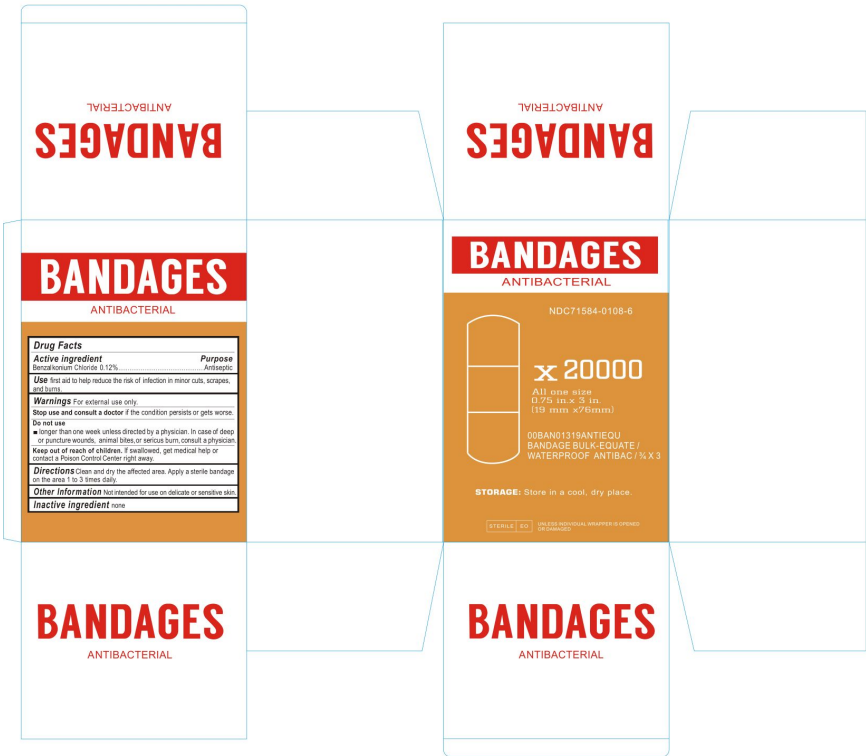 ANTIBACTERIAL
BANDAGES
ANTIBACTERIAL
BANDAGES
BANDAGES
ANTIBACTERIAL
Drug Facts
Active ingredient Purpose
Benzalkonium Chloride 0.12%..............................Antiseptic
Use first aid to help reduce the risk of infection in minor cuts, scrapes,
and burns.
Warnings For external use only.
Stop use and consult a doctor if the condition persists or gets worse.
Do not use
■ longer than one week unless directed by a physician. In case of deep
or puncture wounds, animal bites, or sericus burn, consult a physician.
Keep out of reach of children. If swallowed, get medical help or
contact a Poison Control Center right away.
Directions Clean and dry the affected area. Apply a sterile bandage
on the area 1 to 3 times daily.
Other Information Not intended for use on delicate or sensitive skin.
Inactive ingredient none
BANDAGES
ANTIBACTERIAL
NDC71584-0108-6
x 20000
All one size
0.75 in.x 3 in.
(19 mm x76mm)
00BAN01319ANTIEQU
BANDAGE BULK-EQUATE /
WATERPROOF ANTIBAC / ¾ X 3
STORAGE: Store in a cool, dry place.
STERILE EO
UNLESS INDIVIDUAL WRAPPER IS OPENED
OR DAMAGED
BANDAGES
ANTIBACTERIAL
BANDAGES
ANTIBACTERIAL